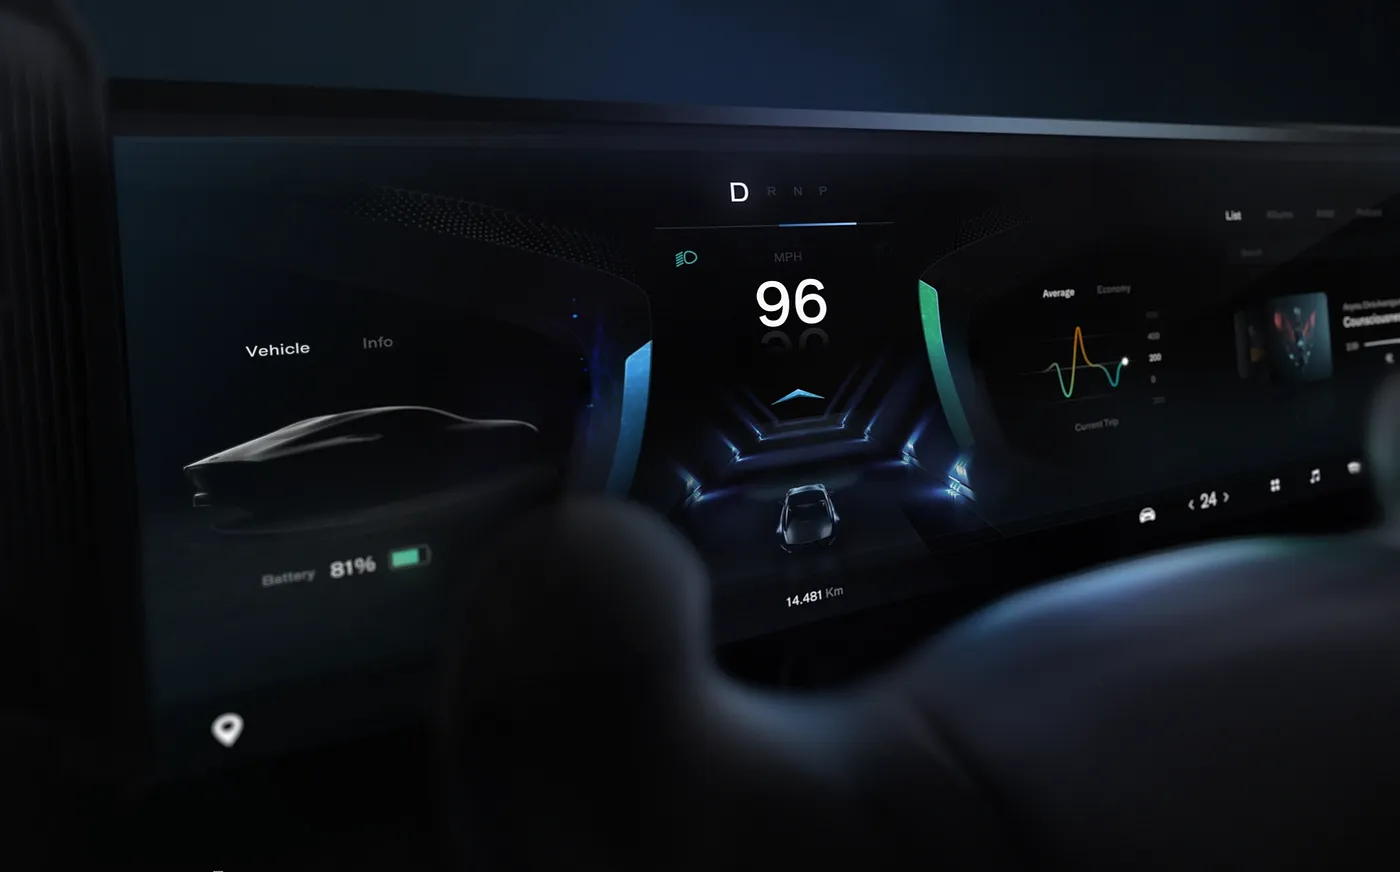 D R N P
MPH
96
Vehicle Info
Battery 81%
14.481 Km
Average Economy
400
200
0
Current Trip
List
24